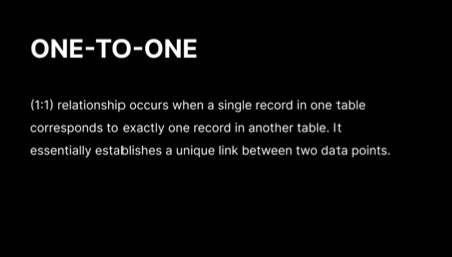 ONE-TO-ONE
(1:1) relationship occurs when a single record in one table
corresponds to exactly one record in another table. It
essentially establishes a unique link between two data points.